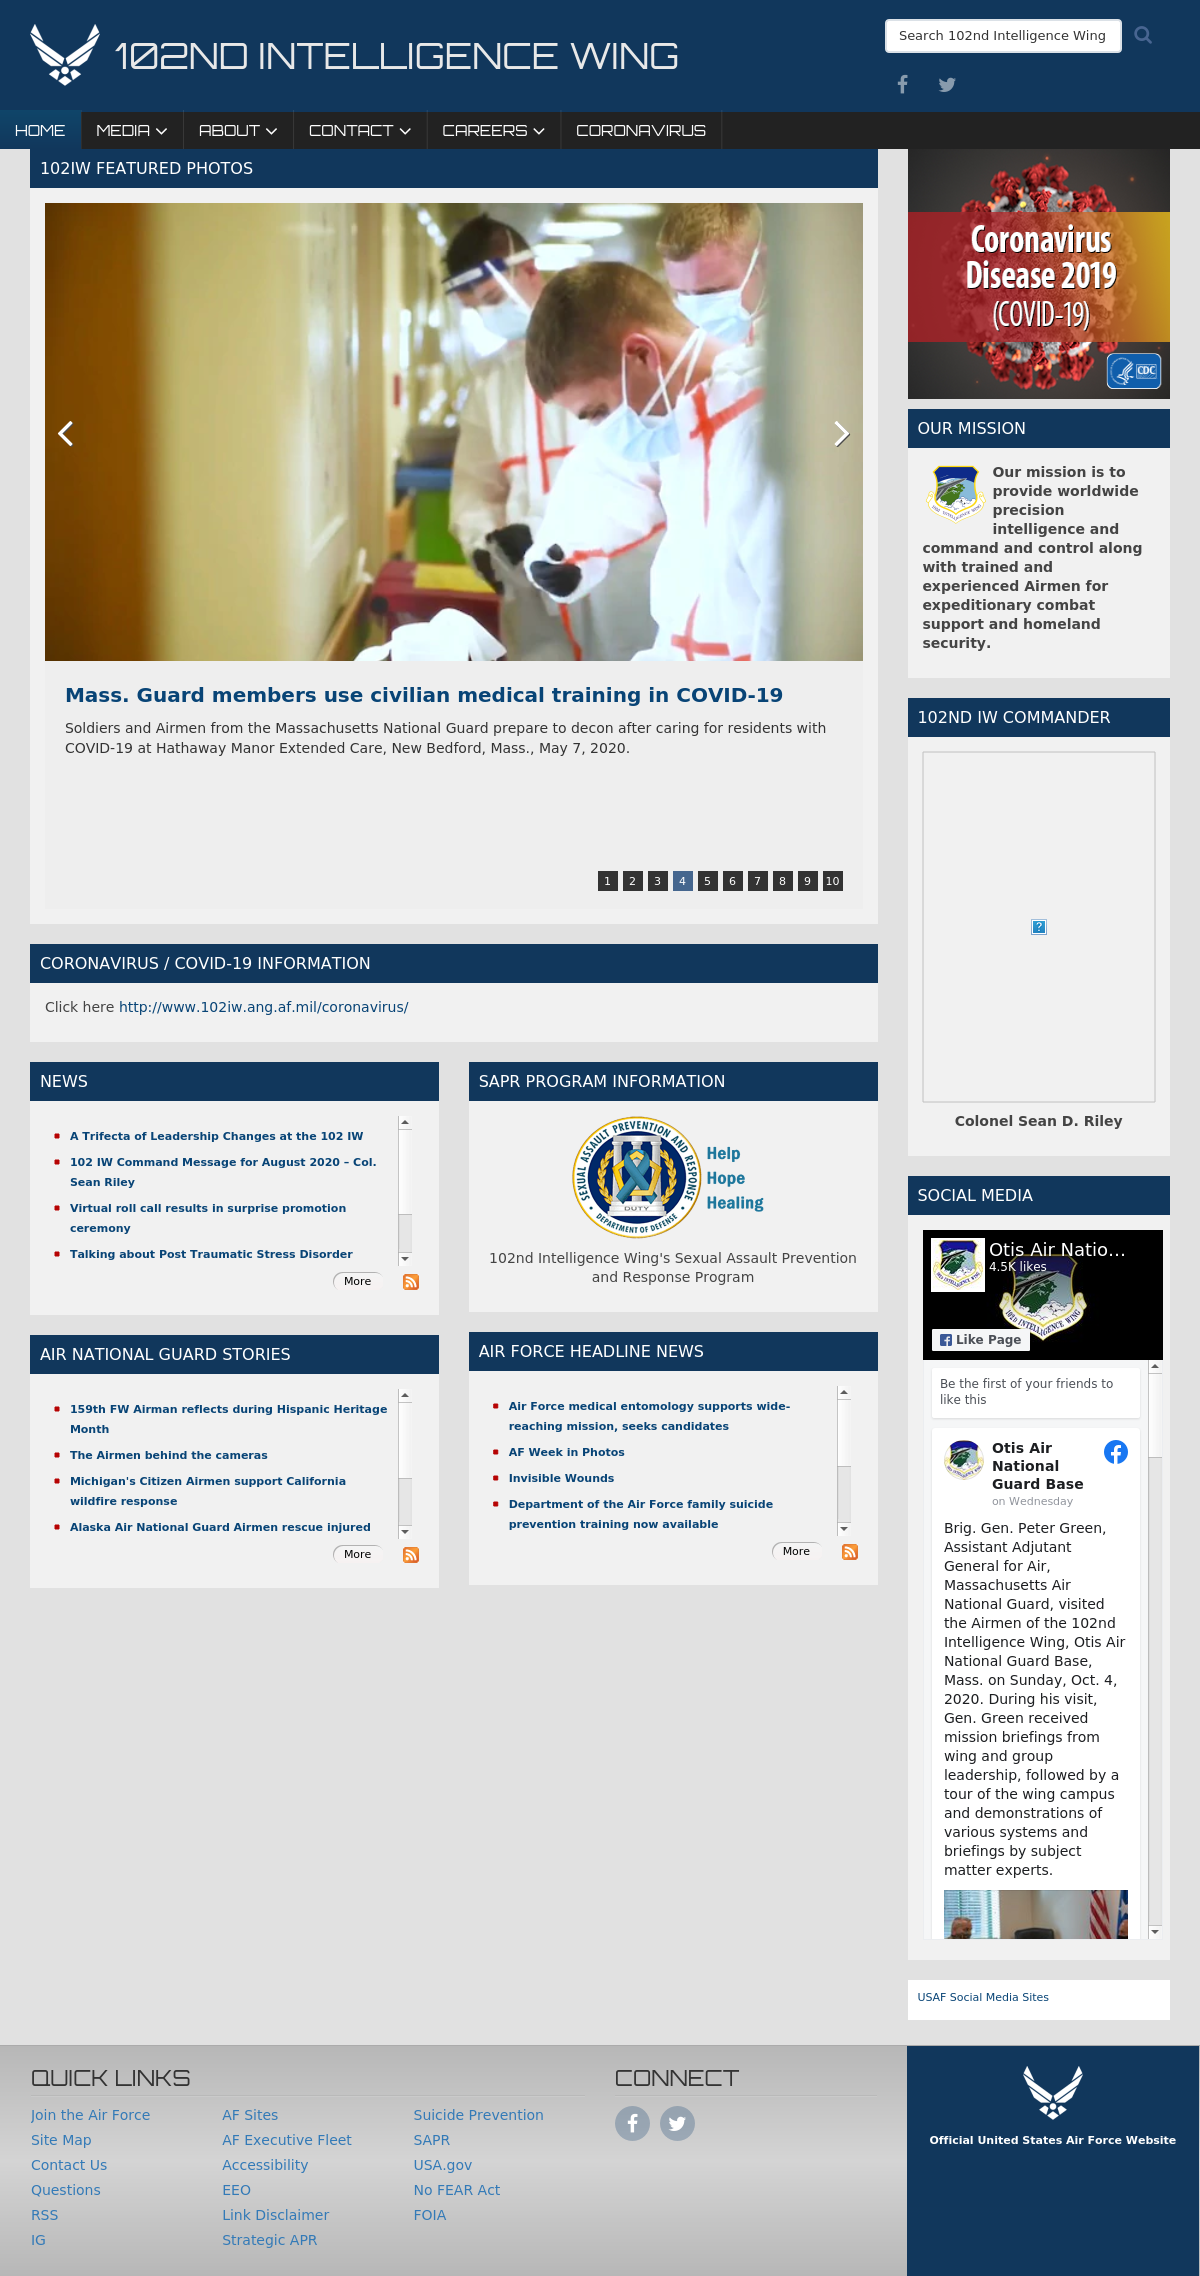 102ND INTELLIGENCE WING
Search 102nd Intelligence Wing
HOME
MEDIA
ABOUT
CONTACT
CAREERS
CORONAVIRUS
102IW FEATURED PHOTOS
Mass. Guard members use civilian medical training in COVID-19
Soldiers and Airmen from the Massachusetts National Guard prepare to decon after caring for residents with
COVID-19 at Hathaway Manor Extended Care, New Bedford, Mass., May 7, 2020.
1 2 3 4 5 6 7 8 9 10
CORONAVIRUS / COVID-19 INFORMATION
Click here http://www.102iw.ang.af.mil/coronavirus/
NEWS
A Trifecta of Leadership Changes at the 102 IW
102 IW Command Message for August 2020 – Col.
Sean Riley
Virtual roll call results in surprise promotion
ceremony
Talking about Post Traumatic Stress Disorder
More
SAPR PROGRAM INFORMATION
SEXUAL ASSAULT PREVENTION AND RESPONSE
DUTY
DEPARTMENT OF DEFENSE
Help
Hope
Healing
102nd Intelligence Wing's Sexual Assault Prevention
and Response Program
AIR NATIONAL GUARD STORIES
159th FW Airman reflects during Hispanic Heritage
Month
The Airmen behind the cameras
Michigan's Citizen Airmen support California
wildfire response
Alaska Air National Guard Airmen rescue injured
More
AIR FORCE HEADLINE NEWS
Air Force medical entomology supports wide-
reaching mission, seeks candidates
AF Week in Photos
Invisible Wounds
Department of the Air Force family suicide
prevention training now available
More
Coronavirus
Disease 2019
(COVID-19)
CDC
OUR MISSION
Our mission is to
provide worldwide
precision
intelligence and
command and control along
with trained and
experienced Airmen for
expeditionary combat
support and homeland
security.
102ND IW COMMANDER
?
Colonel Sean D. Riley
SOCIAL MEDIA
Otis Air Natio...
4.5K likes
102D INTELLIGENCE WING
Like Page
Be the first of your friends to
like this
Otis Air
National
Guard Base
on Wednesday
Brig. Gen. Peter Green,
Assistant Adjutant
General for Air,
Massachusetts Air
National Guard, visited
the Airmen of the 102nd
Intelligence Wing, Otis Air
National Guard Base,
Mass. on Sunday, Oct. 4,
2020. During his visit,
Gen. Green received
mission briefings from
wing and group
leadership, followed by a
tour of the wing campus
and demonstrations of
various systems and
briefings by subject
matter experts.
USAF Social Media Sites
QUICK LINKS
Join the Air Force
Site Map
Contact Us
Questions
RSS
IG
AF Sites
AF Executive Fleet
Accessibility
EEO
Link Disclaimer
Strategic APR
Suicide Prevention
SAPR
USA.gov
No FEAR Act
FOIA
CONNECT
Official United States Air Force Website